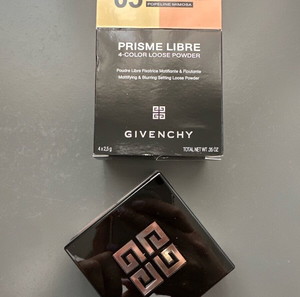 POPELINE MIMOSA
PRISME LIBRE
4-COLOR LOOSE POWDER
Poudre Libre Fixatrice Matifiante & Floutante
Mattifying & Blurring Setting Loose Powder
GIVENCHY
4 x 2,5 g TOTAL NET WT. .35 OZ